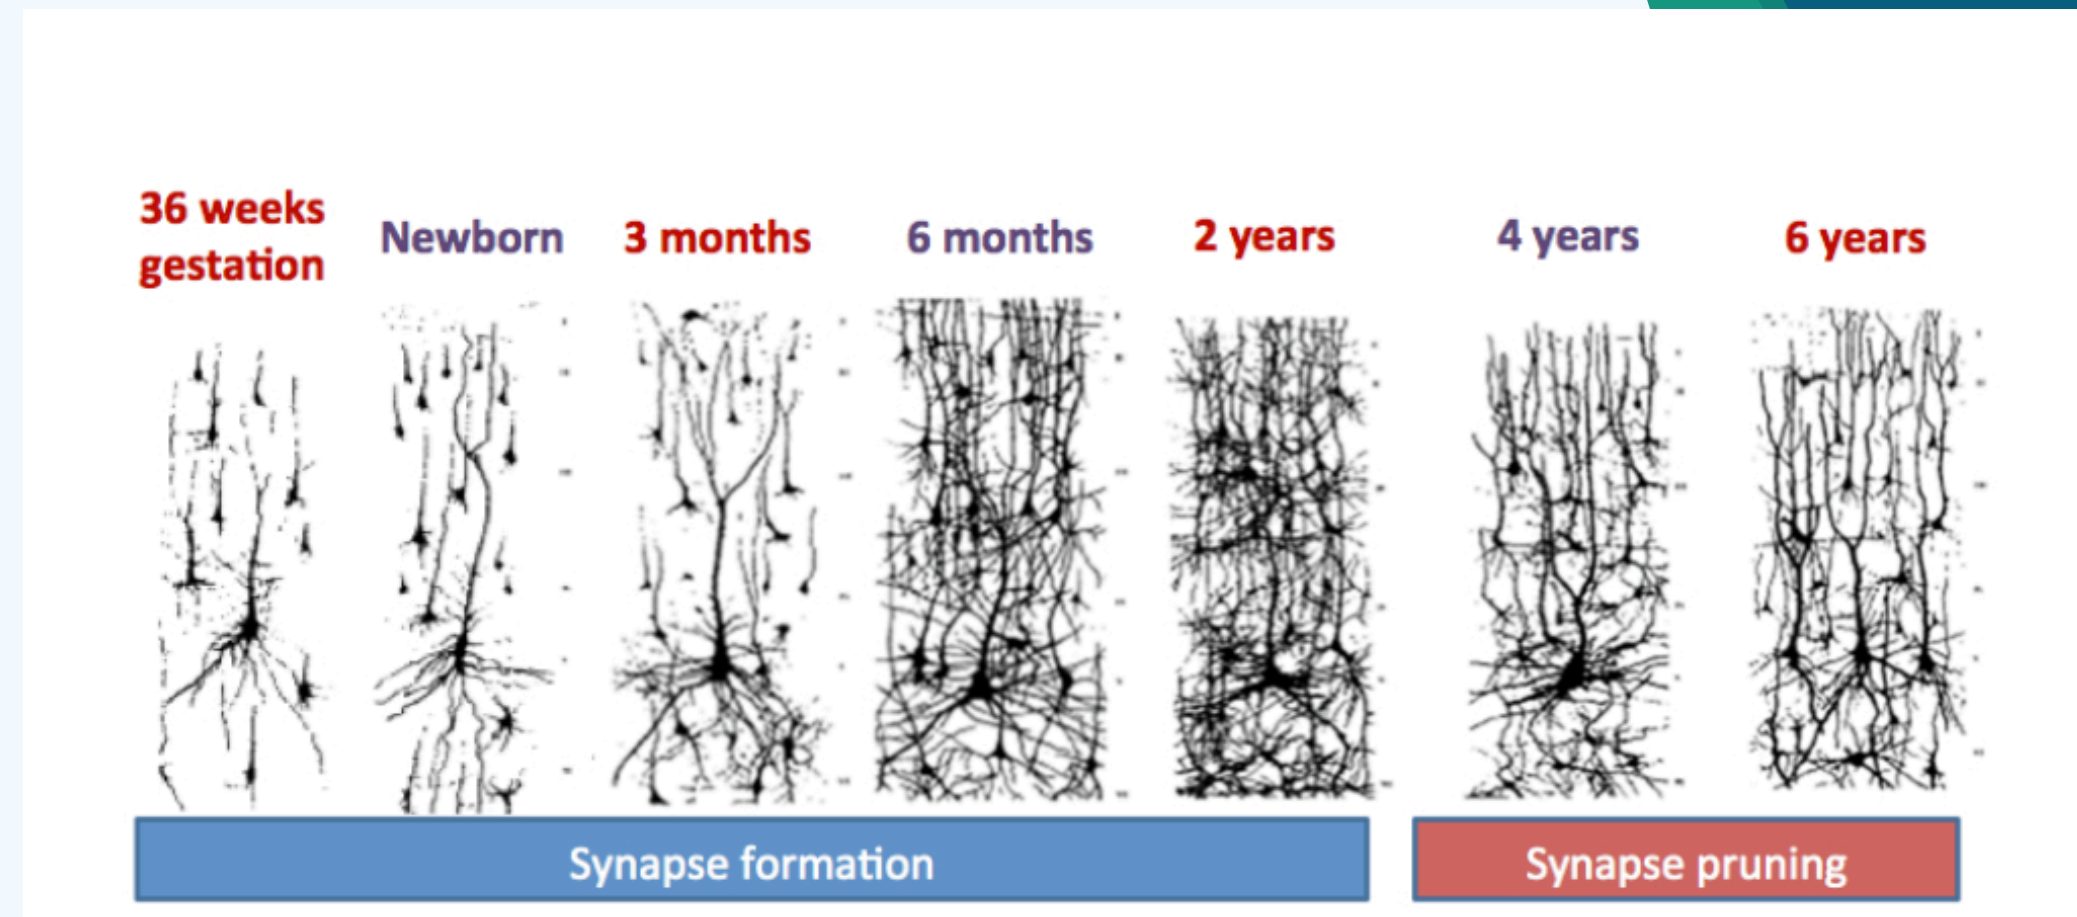 36 weeks
gestation
Newborn
3 months
6 months
2 years
4 years
6 years
Synapse formation
Synapse pruning